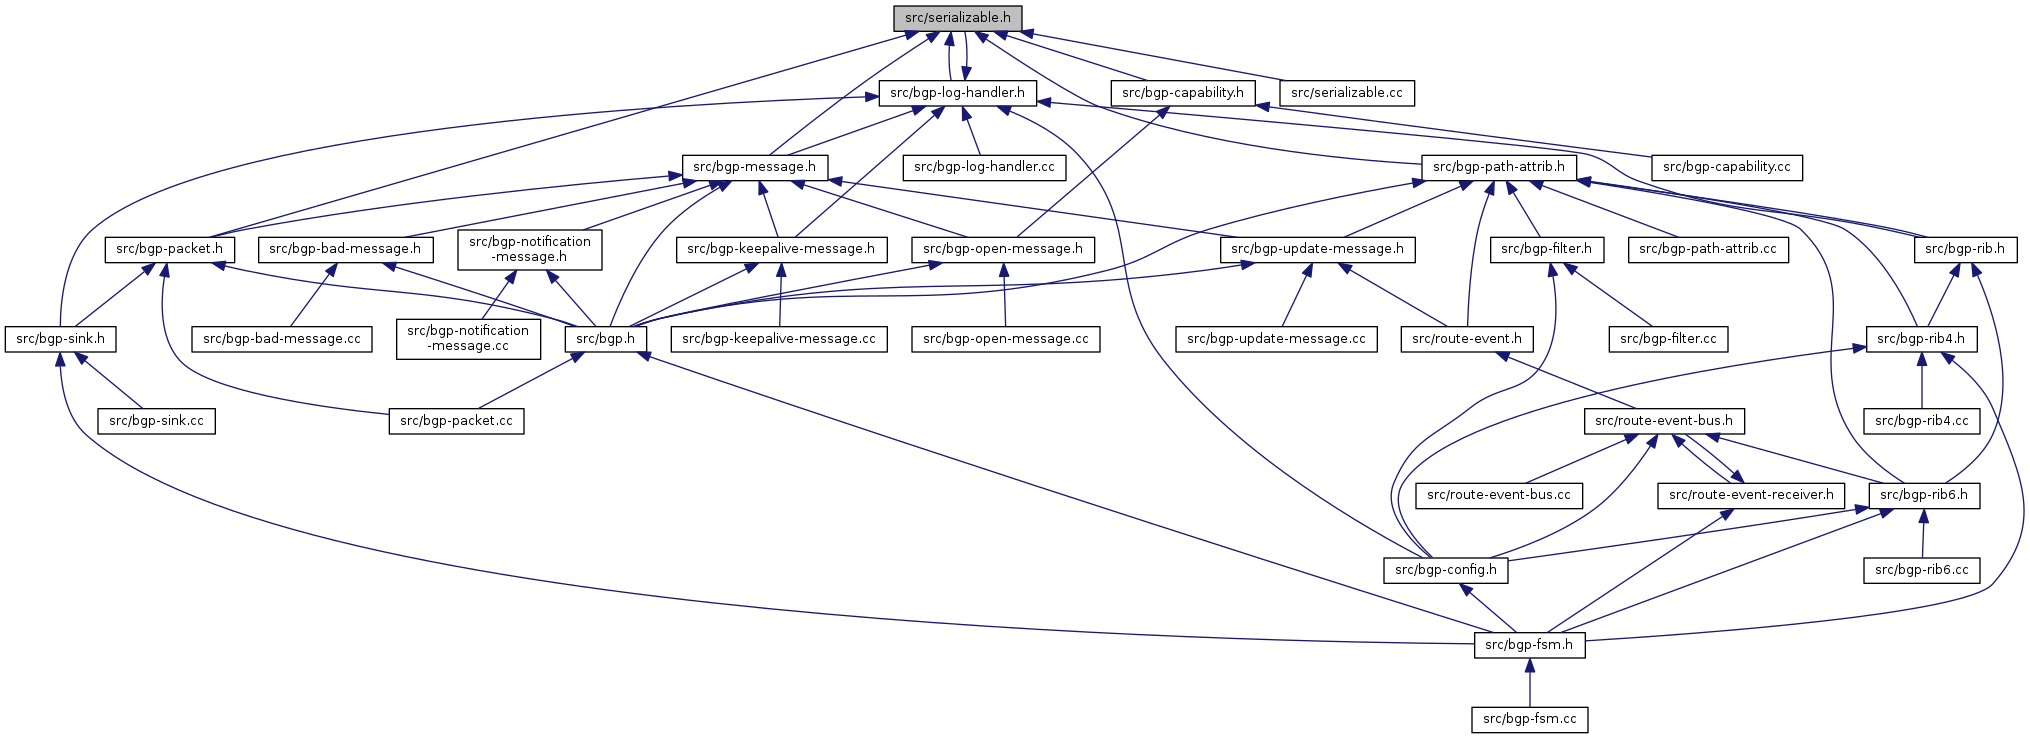 src/serializable.h
src/bgp-log-handler.h
src/bgp-capability.h
src/serializable.cc
src/bgp-message.h
src/bgp-log-handler.cc
src/bgp-path-attrib.h
src/bgp-capability.cc
src/bgp-packet.h
src/bgp-bad-message.h
src/bgp-notification
-message.h
src/bgp-keepalive-message.h
src/bgp-open-message.h
src/bgp-update-message.h
src/bgp-filter.h
src/bgp-path-attrib.cc
src/bgp-rib.h
src/bgp-sink.h
src/bgp-bad-message.cc
src/bgp-notification
-message.cc
src/bgp.h
src/bgp-keepalive-message.cc
src/bgp-open-message.cc
src/bgp-update-message.cc
src/route-event.h
src/bgp-filter.cc
src/bgp-rib4.h
src/bgp-sink.cc
src/bgp-packet.cc
src/route-event-bus.h
src/bgp-rib4.cc
src/route-event-bus.cc
src/route-event-receiver.h
src/bgp-rib6.h
src/bgp-config.h
src/bgp-rib6.cc
src/bgp-fsm.h
src/bgp-fsm.cc